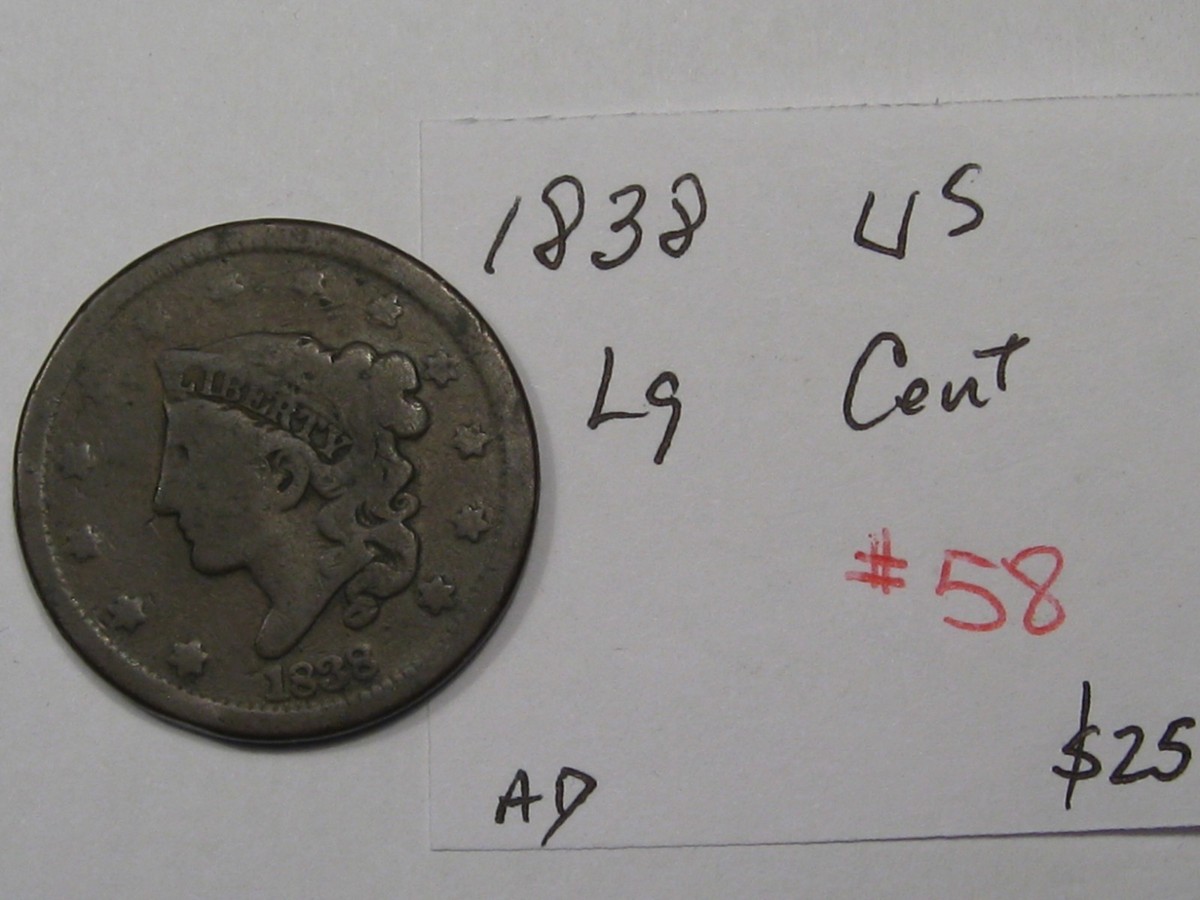 LIBERTY
1838
1838 US
Lg Cent
#58
$25
AD